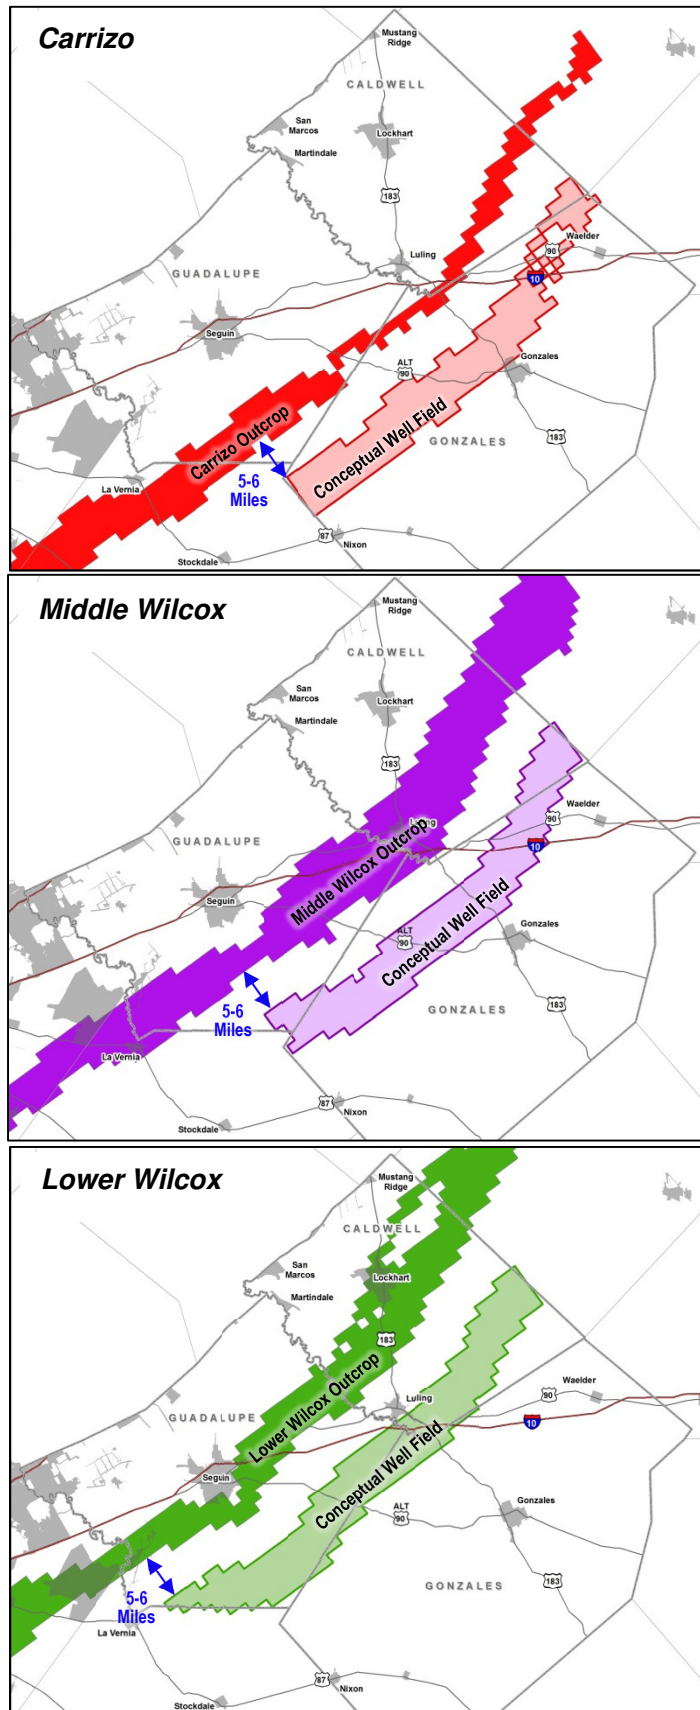 Carrizo
Mustang
Ridge
CALDWELL
San
Marcos
Lockhart
Martindale
183
Luling
Waelder
90
GUADALUPE
10
Seguin
ALT
90
Gonzales
Carrizo Outcrop
Conceptual Well Field
GONZALES
183
5-6
Miles
La Vernia
87
Nixon
Stockdale
Middle Wilcox
Mustang
Ridge
CALDWELL
San
Marcos
Lockhart
Martindale
183
Waelder
90
Luling
GUADALUPE
10
Middle Wilcox Outcrop
Seguin
ALT
90
Gonzales
Conceptual Well Field
5-6
Miles
GONZALES
183
La Vernia
87
Nixon
Stockdale
Lower Wilcox
Mustang
Ridge
CALDWELL
San
Marcos
Lockhart
Martindale
183
Waelder
90
Luling
GUADALUPE
10
Lower Wilcox Outcrop
Seguin
ALT
90
Gonzales
Conceptual Well Field
GONZALES
183
5-6
Miles
La Vernia
87
Nixon
Stockdale